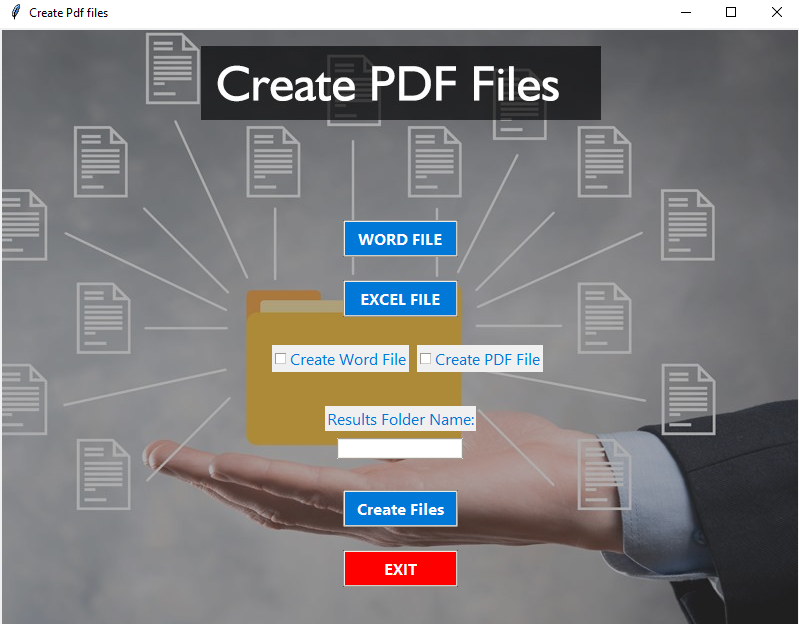 Create Pdf files
Create PDF Files
WORD FILE
EXCEL FILE
Create Word File Create PDF File
Results Folder Name:
Create Files
EXIT